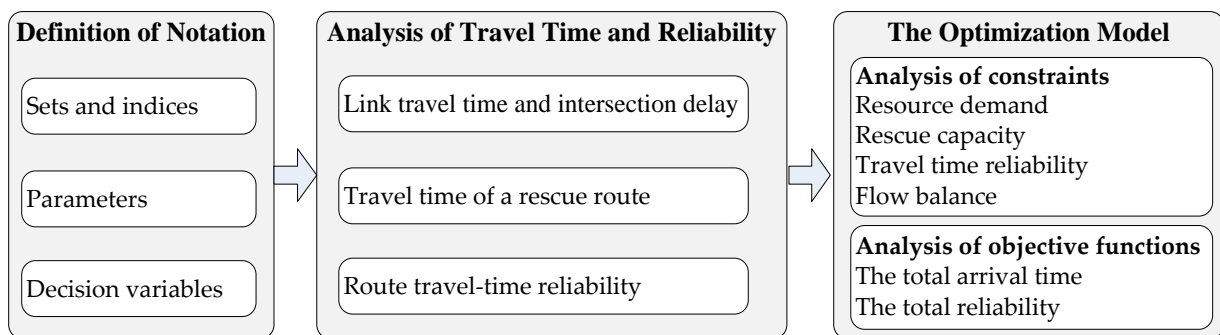 Definition of Notation
Sets and indices
Parameters
Decision variables
Analysis of Travel Time and Reliability
Link travel time and intersection delay
Travel time of a rescue route
Route travel-time reliability
The Optimization Model
Analysis of constraints
Resource demand
Rescue capacity
Travel time reliability
Flow balance
Analysis of objective functions
The total arrival time
The total reliability